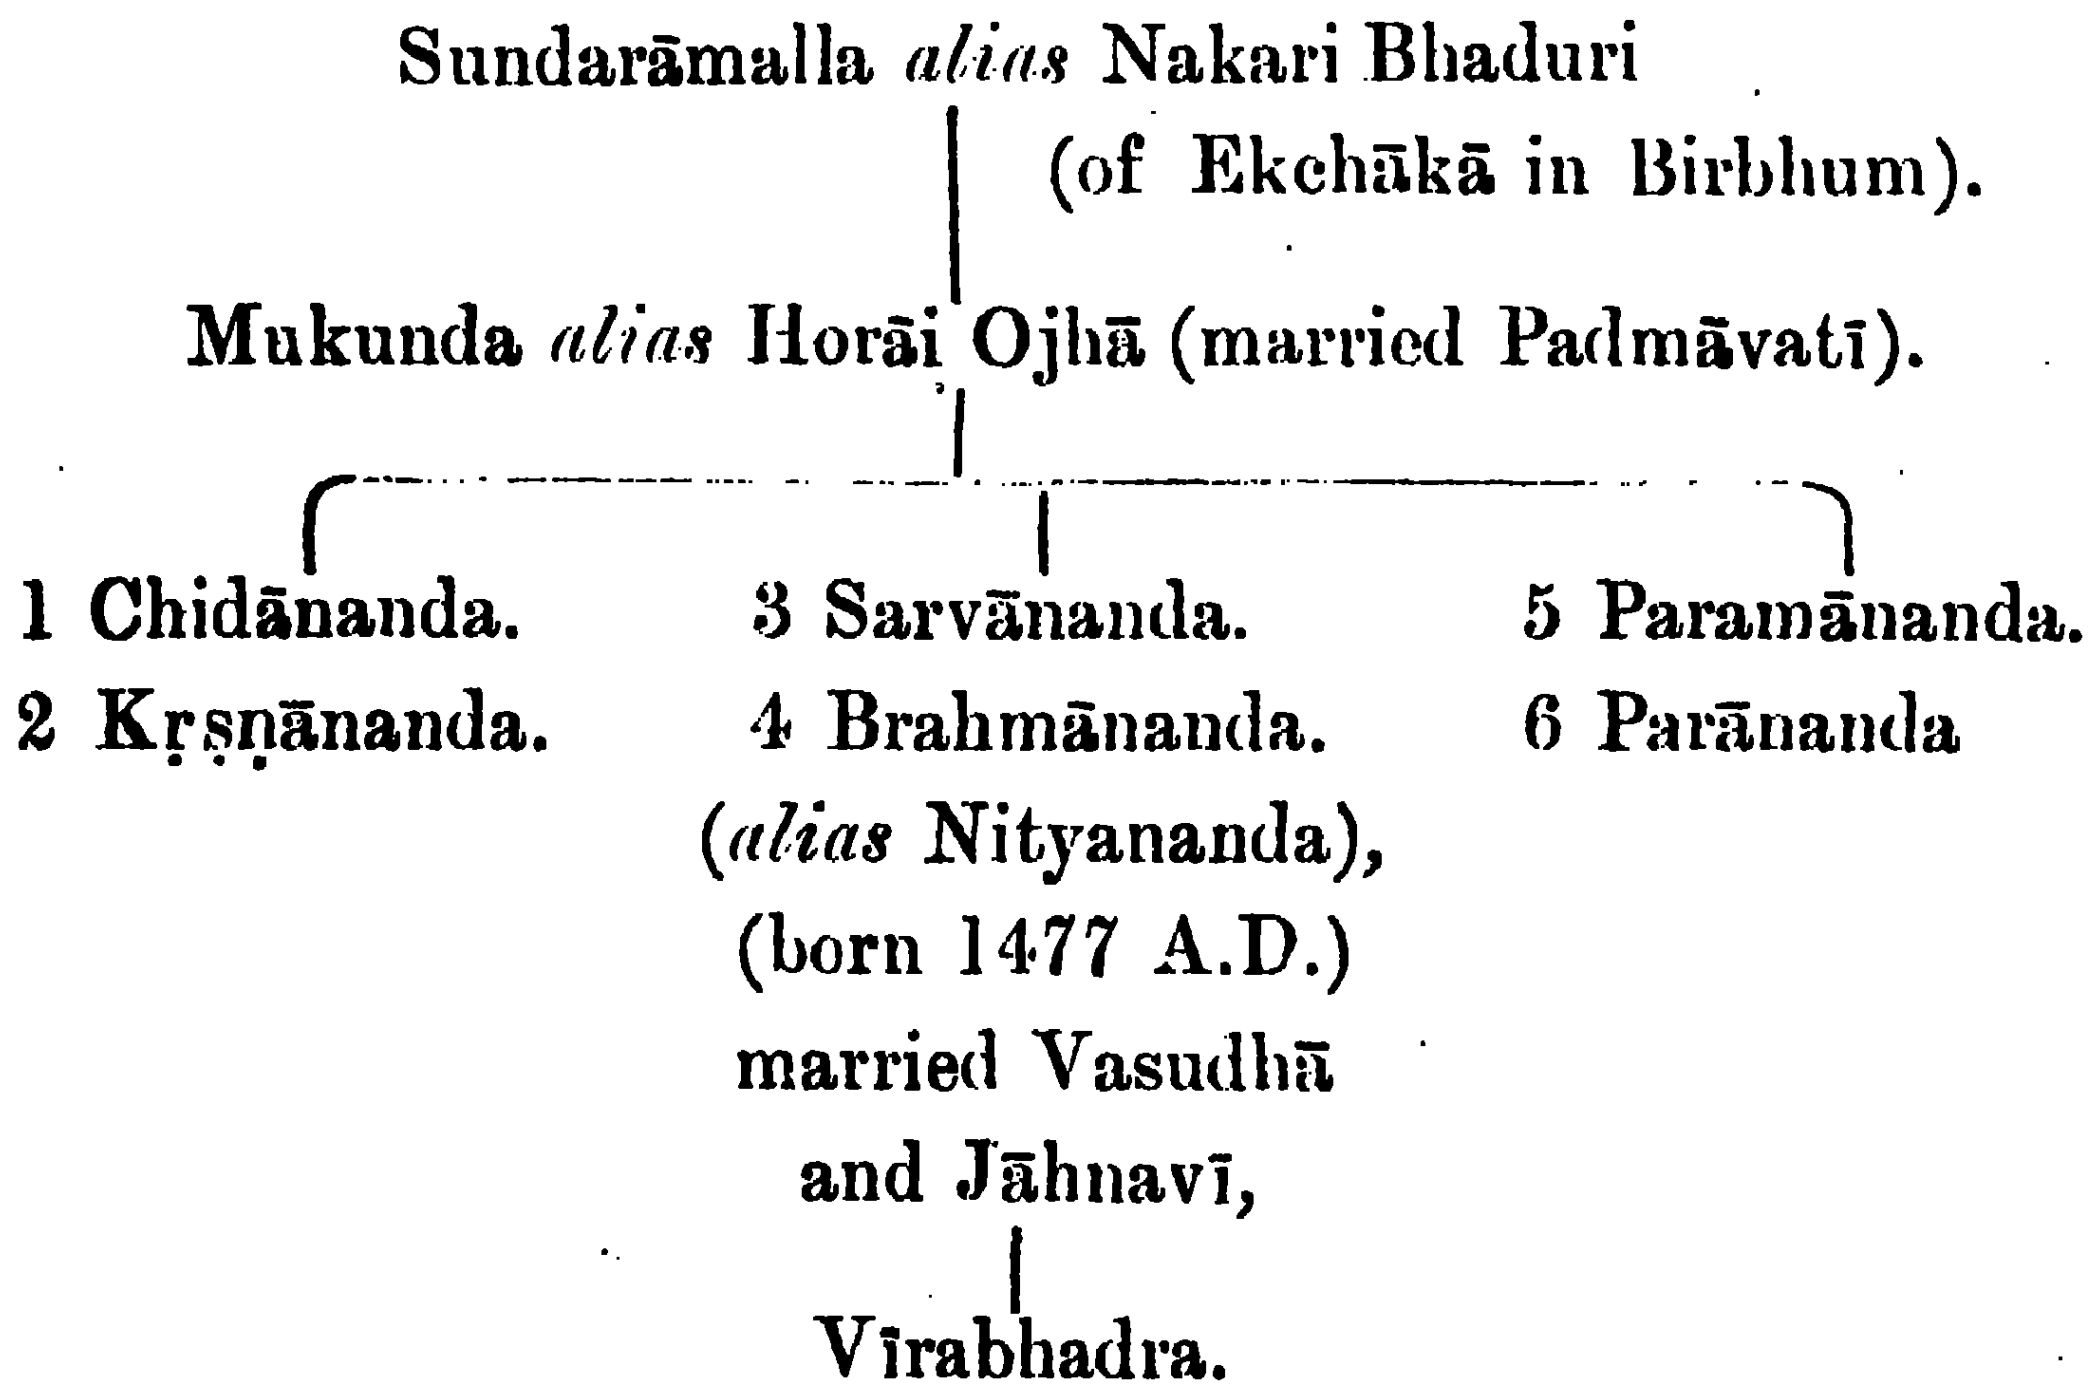 Sundarāmalla alias Nakari Bhaduri
(of Ekchākā in Birbhum).
Mukunda alias Horāi Ojhā (married Padmāvatī).
1 Chidānanda. 3 Sarvānanda. 5 Paramānanda.
2 Kṛṣṇānanda. 4 Brahmānanda. 6 Parānanda
(alias Nityananda),
(born 1477 A.D.)
married Vasudhā
and Jāhnavī,
Vīrabhadra.